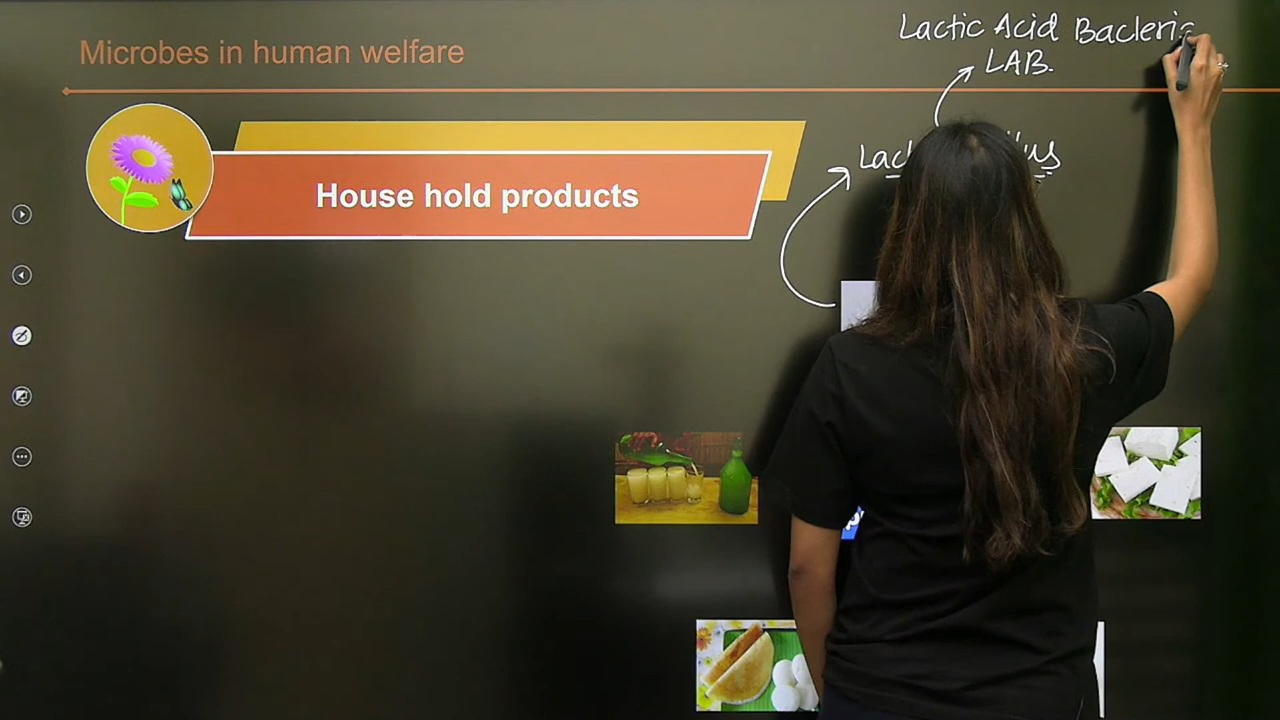 Microbes in human welfare
Lactic Acid Bacteria
LAB.
House hold products